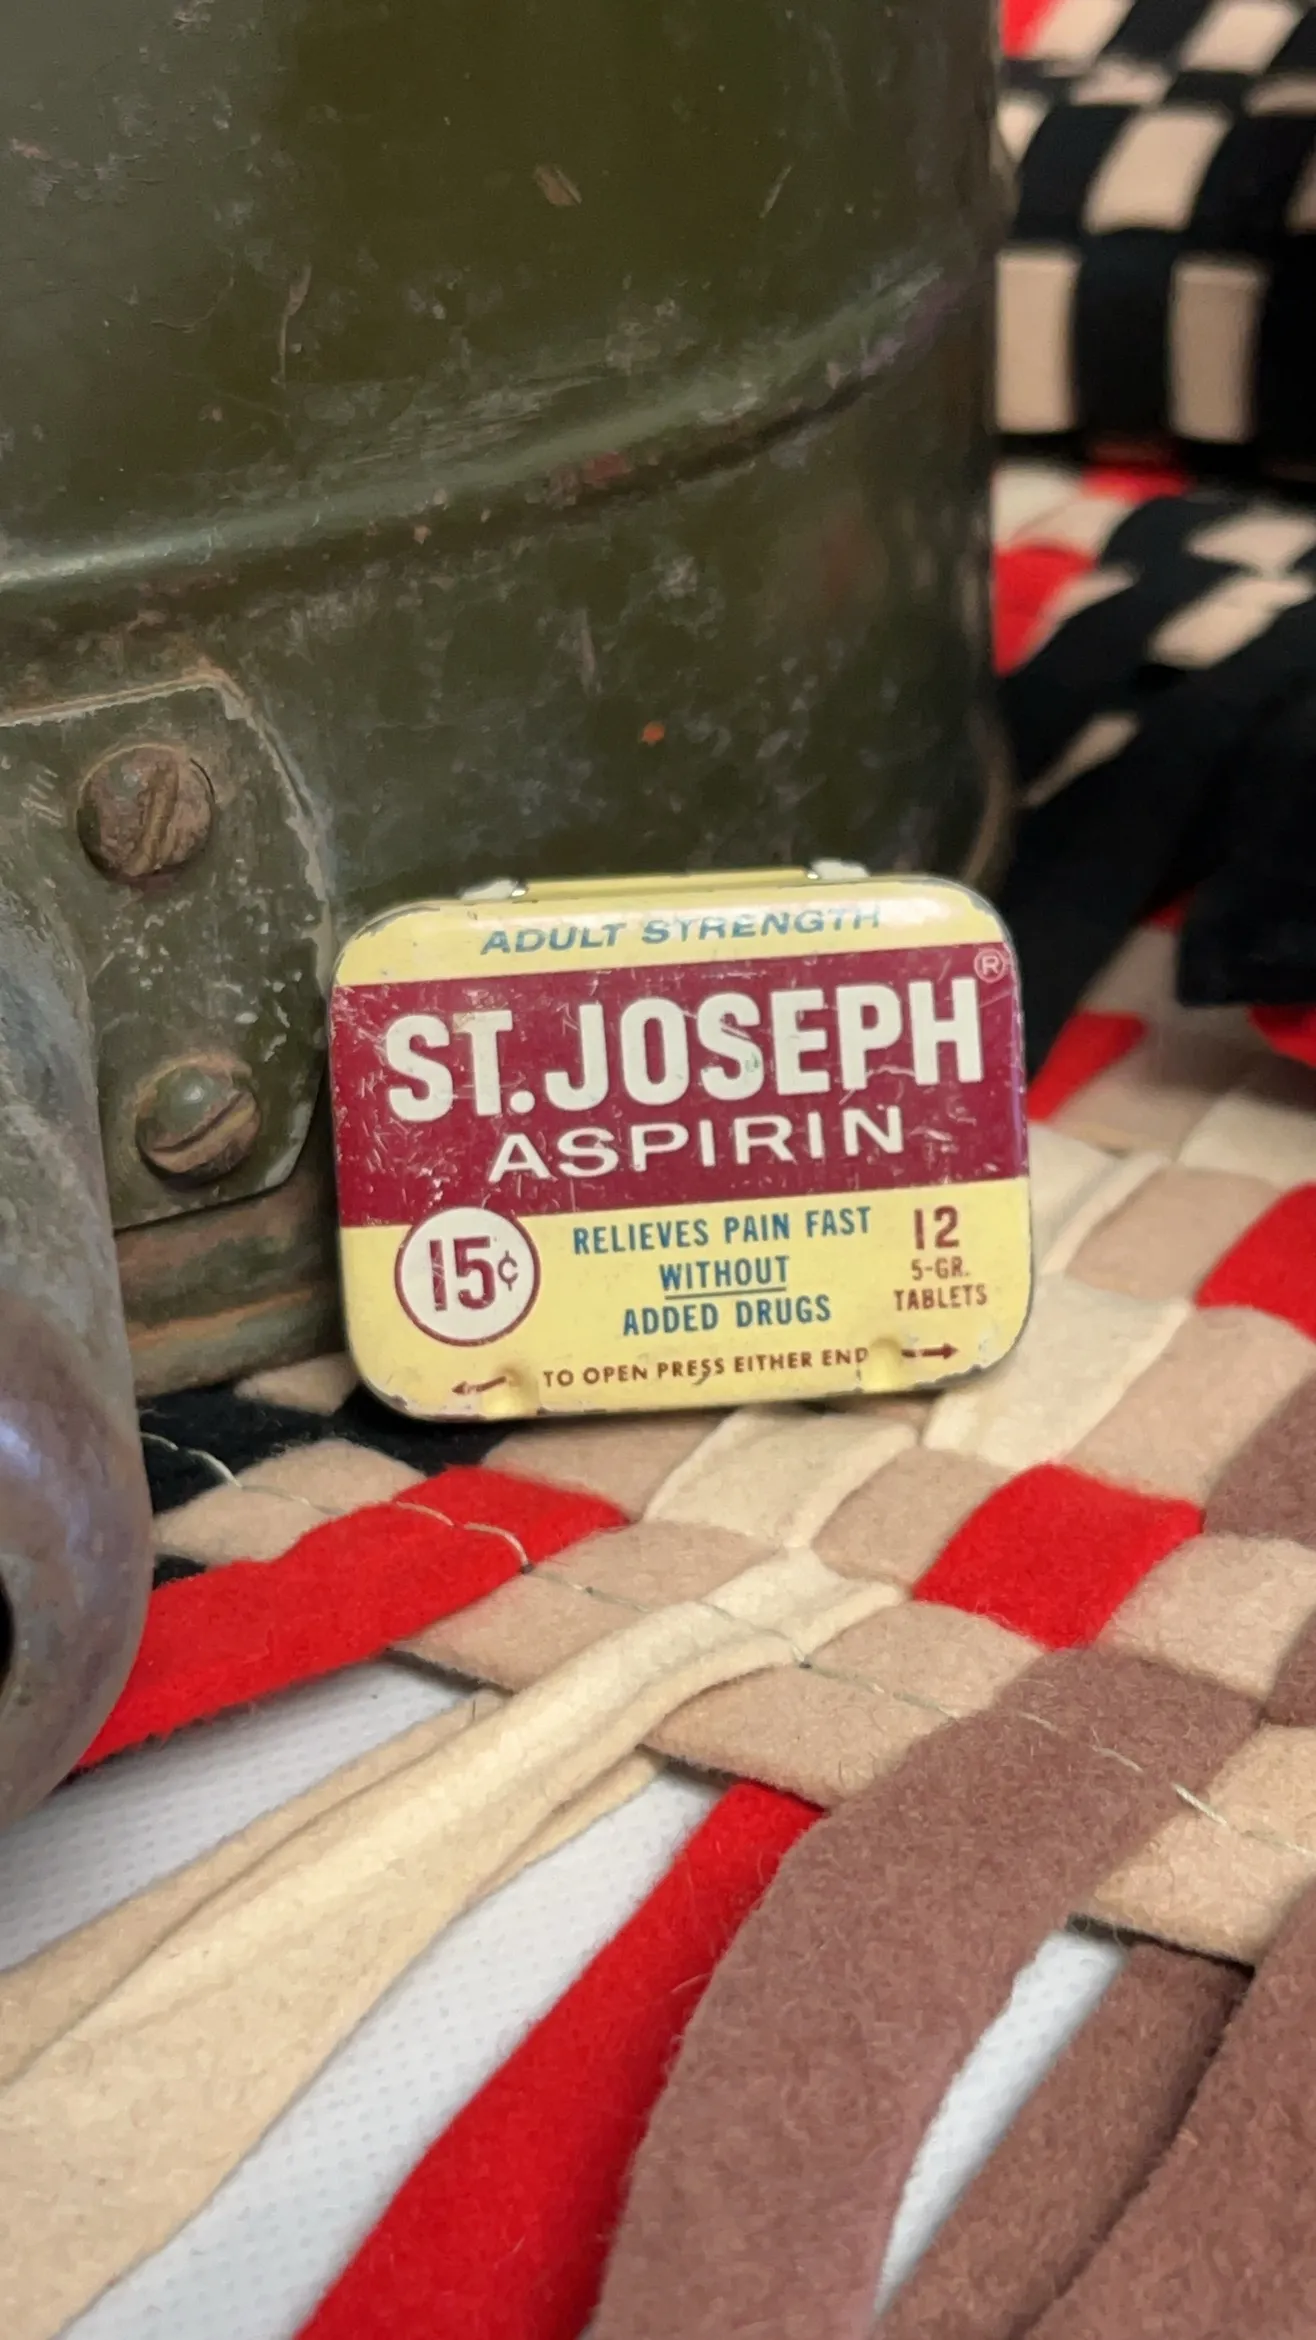 ADULT STRENGTH
ST.JOSEPH®
ASPIRIN
15¢
RELIEVES PAIN FAST
WITHOUT
ADDED DRUGS
12
5-GR.
TABLETS
TO OPEN PRESS EITHER END